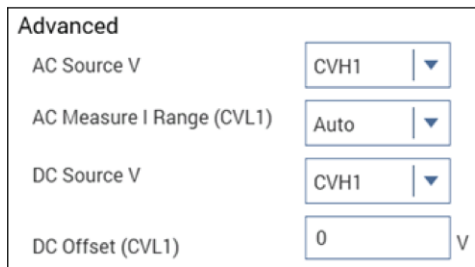 Advanced
AC Source V CVH1
AC Measure I Range (CVL1) Auto
DC Source V CVH1
DC Offset (CVL1) 0 V